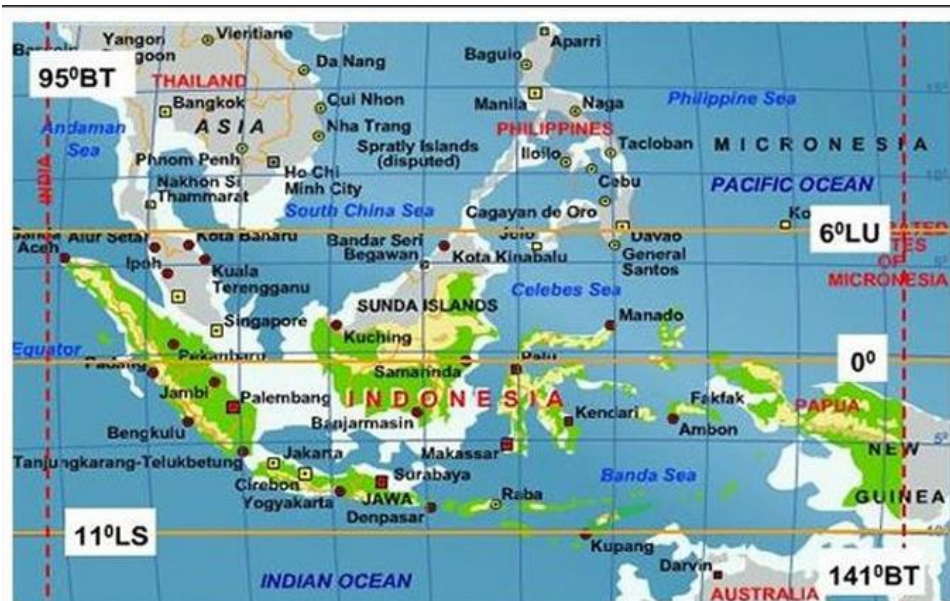 Yangon
Vientiane
Aparri
Baguio
Da Nang
95⁰BT
THAILAND
Bangkok
Manila
Naga
Philippine Sea
Qui Nhon
Andaman
Sea
ASIA
Nha Trang
PHILIPPINES
Spratly Islands
(disputed)
Iloilo
Tacloban
MICRONESIA
Phnom Penh
Ho Chi
Minh City
Cebu
PACIFIC OCEAN
INDIA
Nakhon Si
Thammarat
South China Sea
Cagayan de Oro
6⁰LU
Aceh
Alur Setar
Kota Baharu
Bandar Seri
Begawan
Davao
General
Santos
OF
MICRONESIA
Ipoh
Kuala
Terengganu
Kota Kinabalu
Celebes Sea
SUNDA ISLANDS
Singapore
Kuching
Manado
Equator
0⁰
Padang
Pekanbaru
Samarinda
Palu
Jambi
Palembang
INDONESIA
Fakfak
PAPUA
Banjarmasin
Kendari
Ambon
Bengkulu
Makassar
NEW
GUINEA
Tanjungkarang-Telukbetung
Jakarta
Cirebon
Surabaya
Banda Sea
Yogyakarta
JAWA
Raba
Denpasar
11⁰LS
Kupang
Darvin
INDIAN OCEAN
AUSTRALIA
141⁰BT